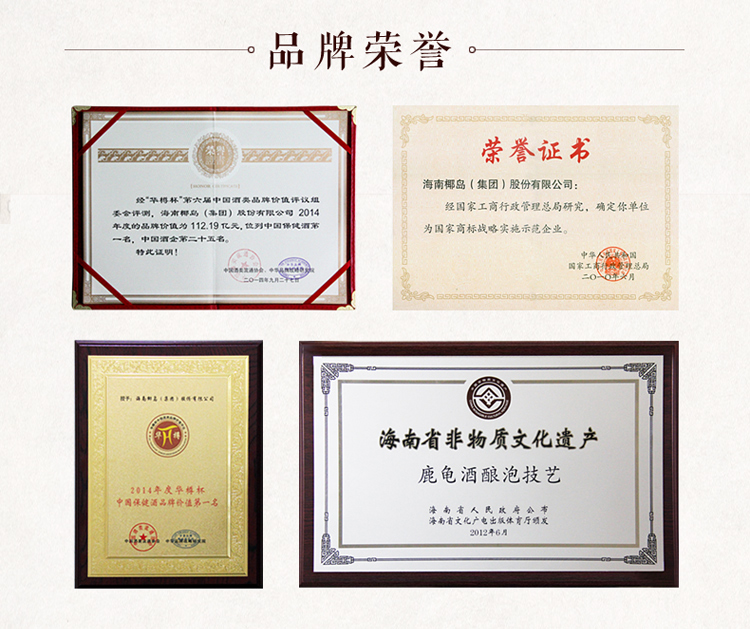 品牌荣誉
经“华樽杯”第六届中国酒类品牌价值评议组
委会评测，海南椰岛（集团）股份有限公司 2014
年度的品牌价值为 112.19 亿元，位列中国保健酒第
一名，中国酒企第二十五名。
特此证明！
中国酒类流通协会、中华品牌战略研究院
二〇一四年九月二十七号
荣誉证书
海南椰岛（集团）股份有限公司：
经国家工商行政管理总局研究，确定你单位
为国家商标战略实施示范企业。
中华人民共和国
国家工商行政管理总局
二〇一〇年六月
授予：海南椰岛（集团）股份有限公司
华樽
2014年度华樽杯
中国保健酒品牌价值第一名
海南省非物质文化遗产
鹿龟酒酿泡技艺
海南省人民政府公布
海南省文化广电出版体育厅颁发
2012年6月